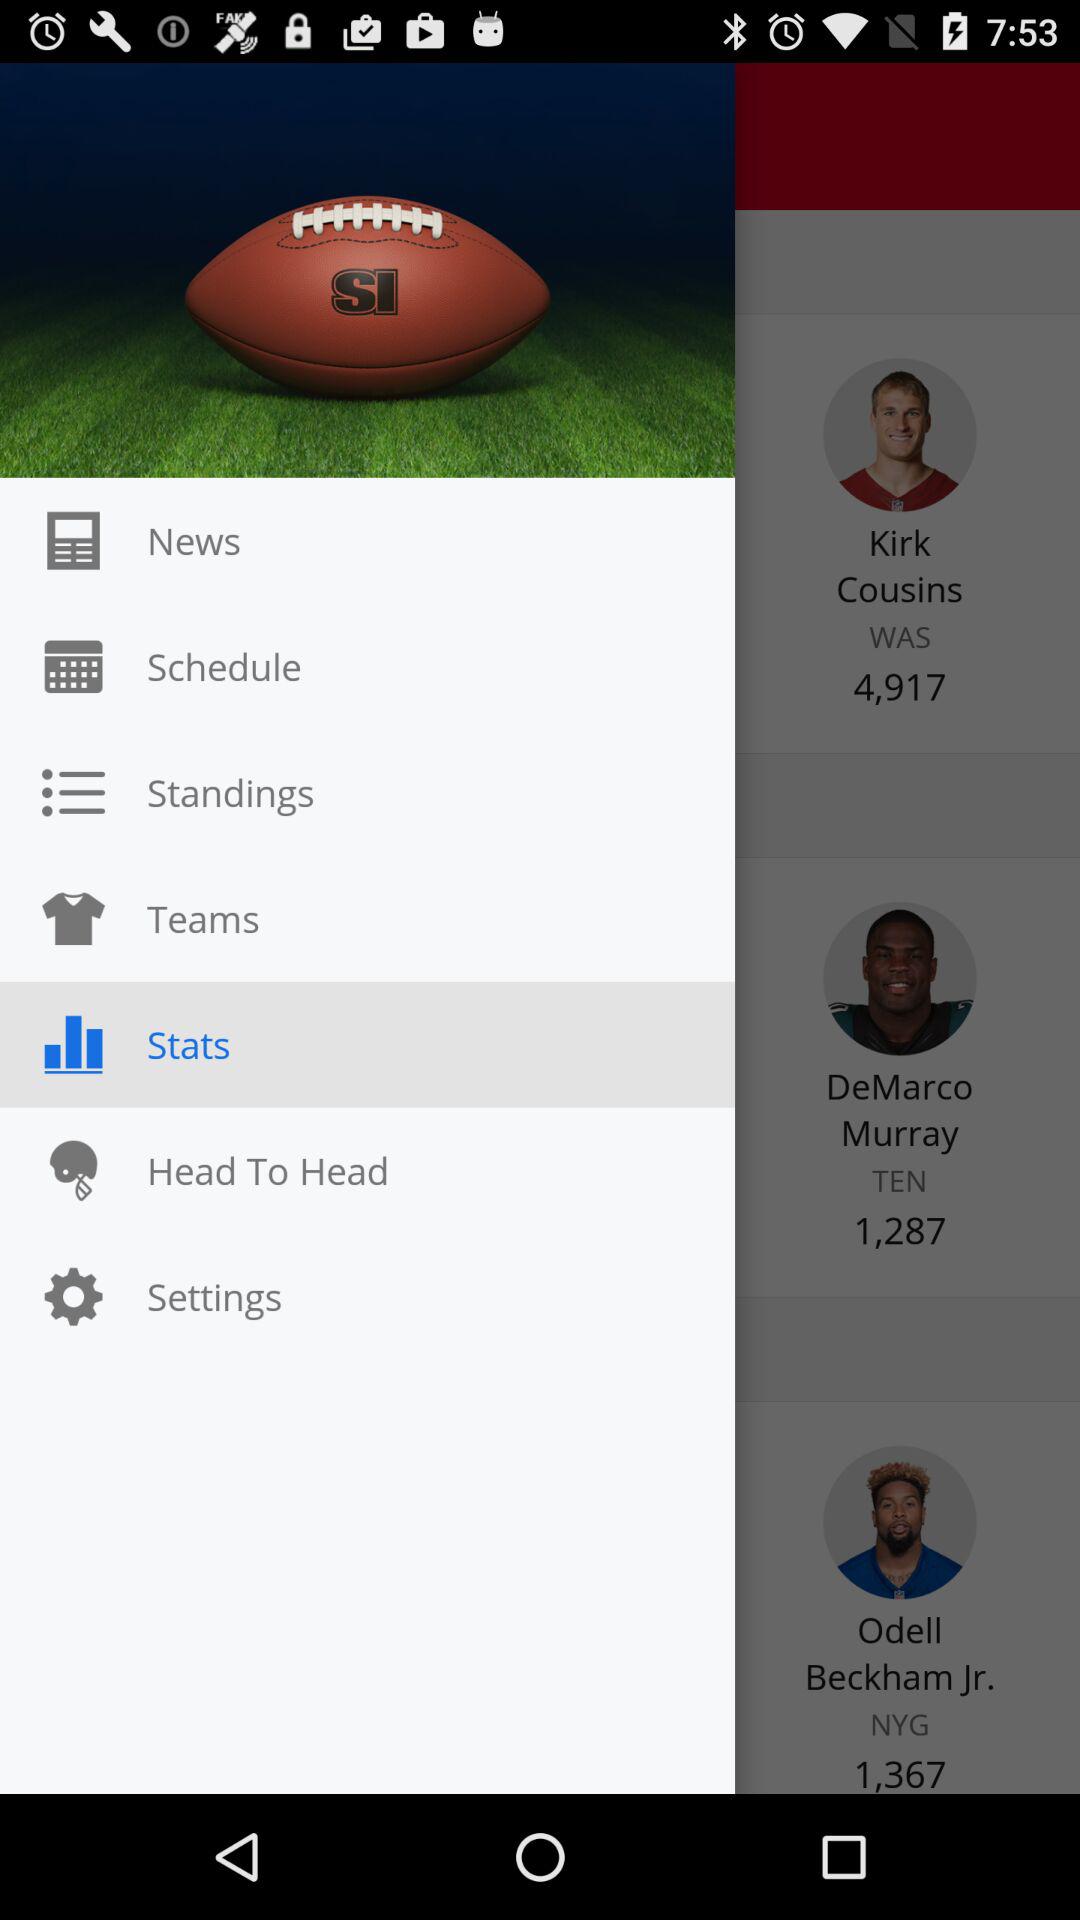 FAKE
7:53
SI
News
Schedule
Standings
Teams
Stats
Head To Head
Settings
Kirk
Cousins
WAS
4,917
DeMarco
Murray
TEN
1,287
Odell
Beckham Jr.
NYG
1,367